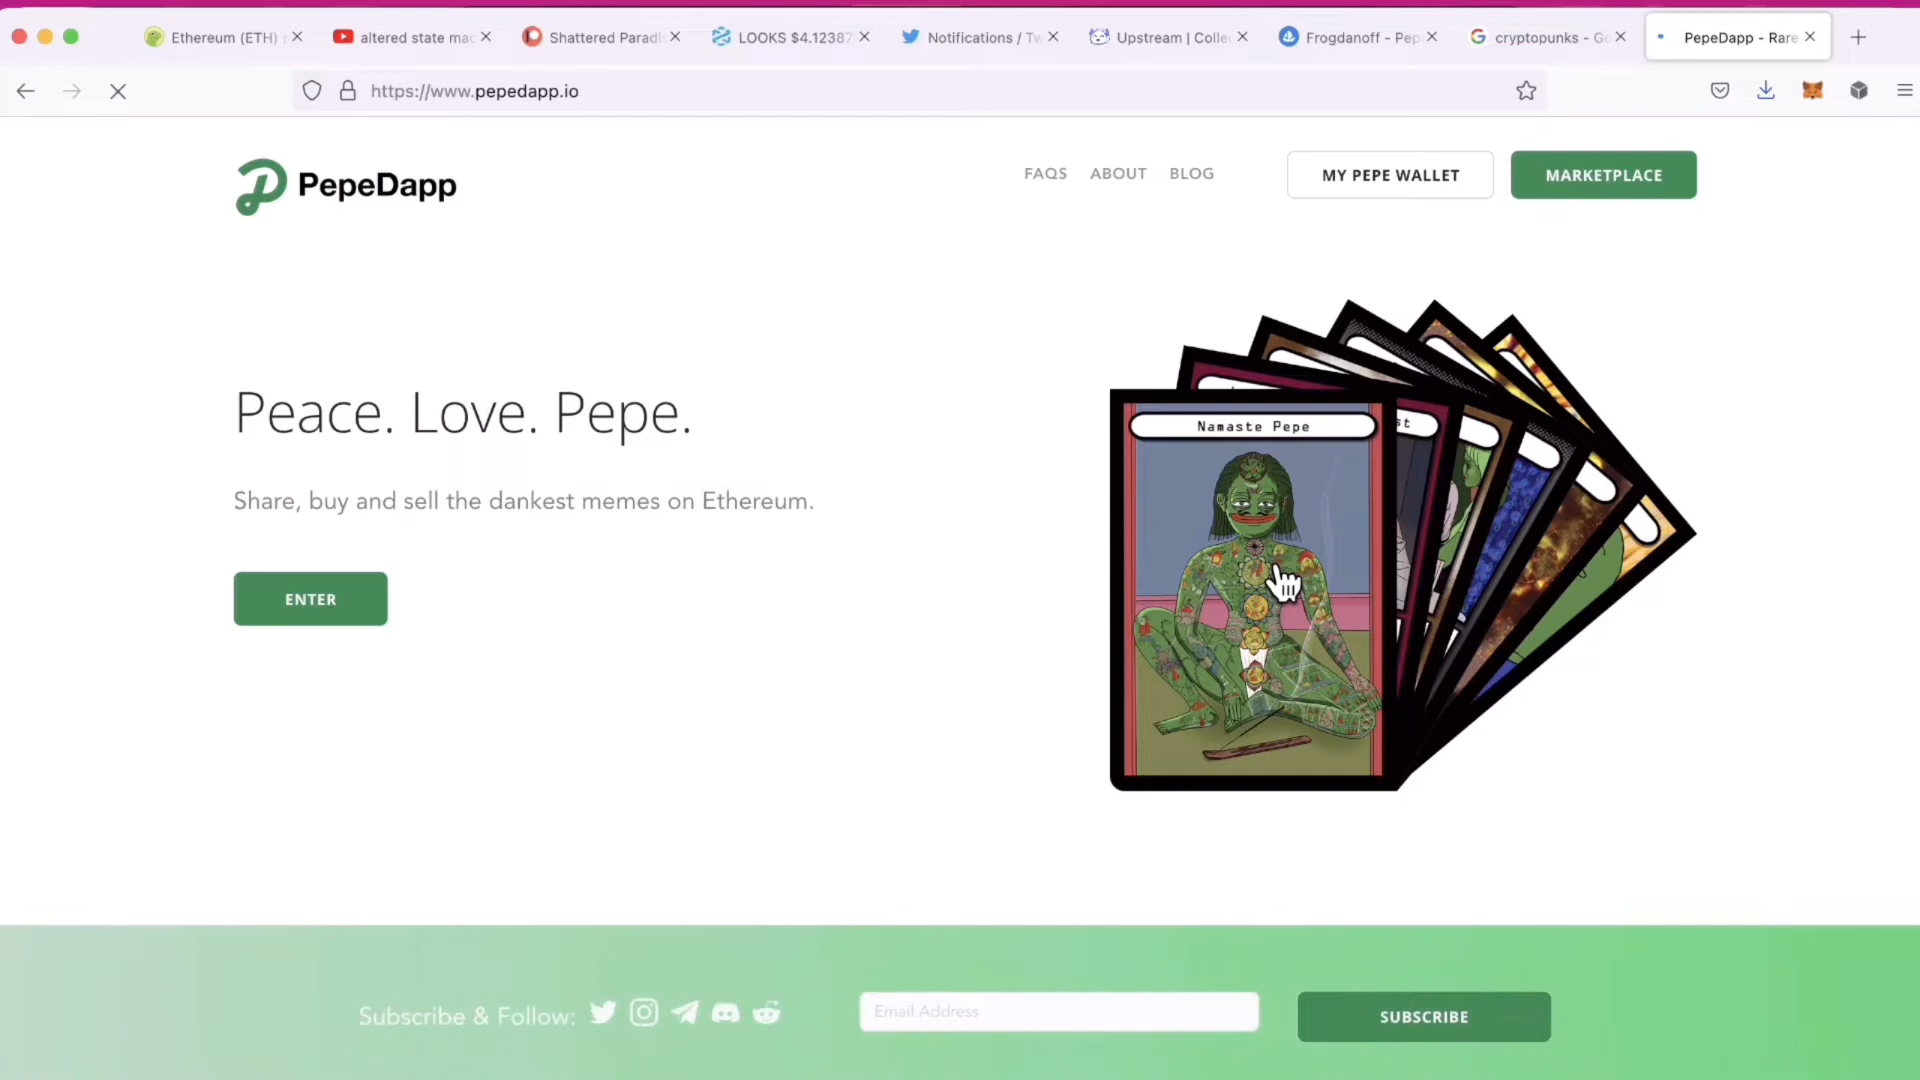 Ethereum (ETH) p
altered state mac
Shattered Paradis
LOOKS $4.12387
Notifications / Tw
Upstream | Colle
Frogdanoff - Pep
cryptopunks - Go
PepeDapp - Rare
https://www.pepedapp.io
PepeDapp
FAQS
ABOUT
BLOG
MY PEPE WALLET
MARKETPLACE
Peace. Love. Pepe.
Share, buy and sell the dankest memes on Ethereum.
ENTER
Namaste Pepe
st
Subscribe & Follow:
Email Address
SUBSCRIBE